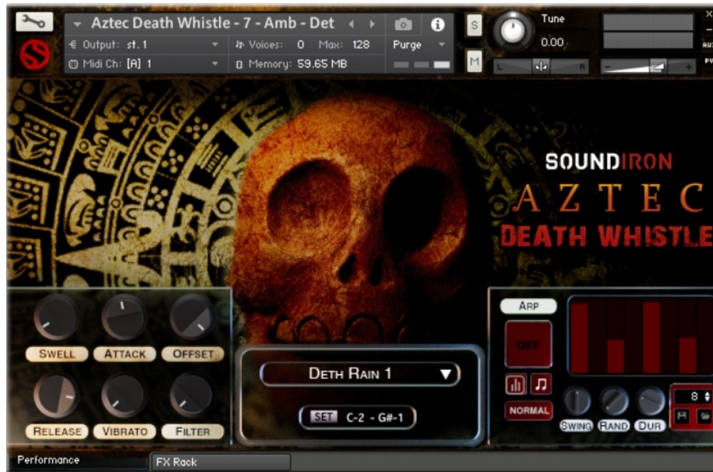 Aztec Death Whistle - 7 - Amb - Det
Output: st.1
Voices: 0 Max: 128
Purge
Midi Ch: [A] 1
Memory: 59.65 MB
S
M
Tune
0.00
L
R
AU
PV
SOUNDIRON
AZTEC
DEATH WHISTLE
SWELL
ATTACK
OFFSET
RELEASE
VIBRATO
FILTER
DETH RAIN 1
SET C-2 - G#-1
ARP
OFF
NORMAL
8
SWING
RAND
DUR
Performance
FX Rack